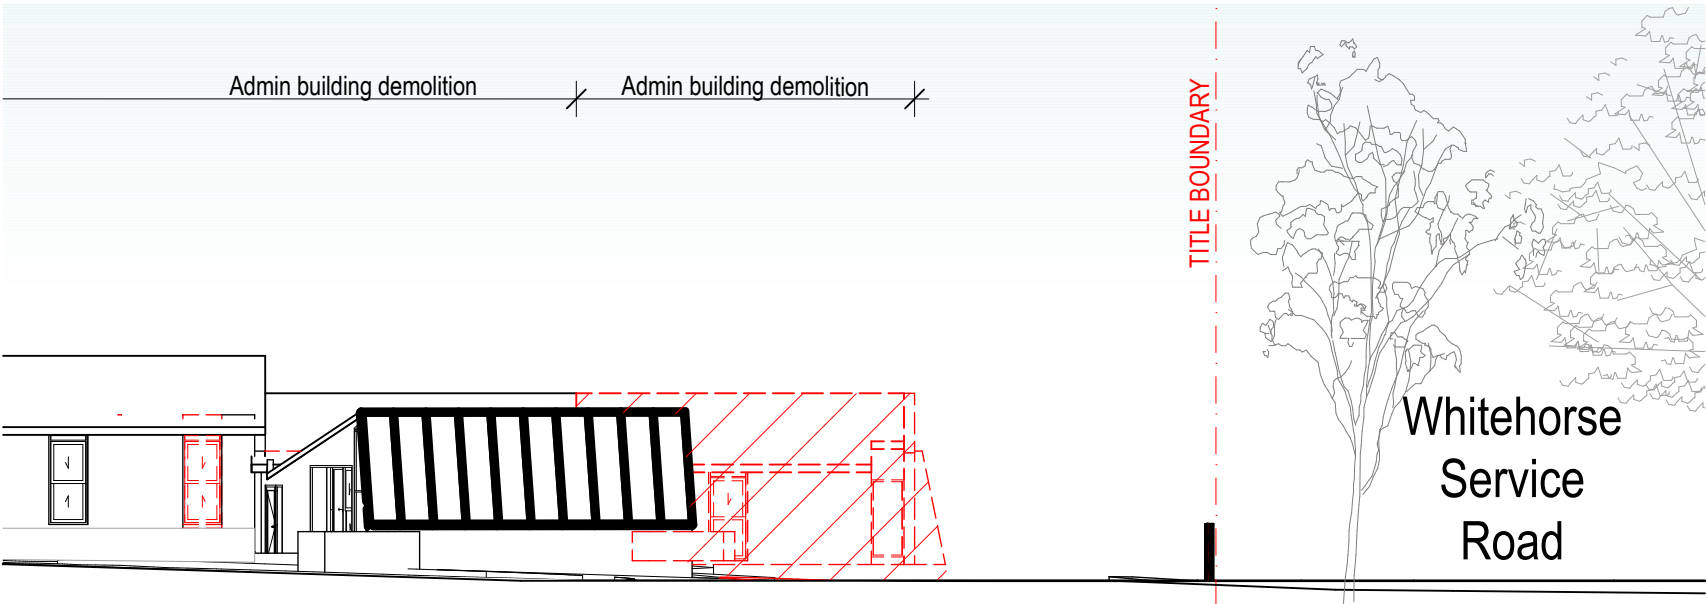 Admin building demolition
Admin building demolition
TITLE BOUNDARY
Whitehorse
Service
Road